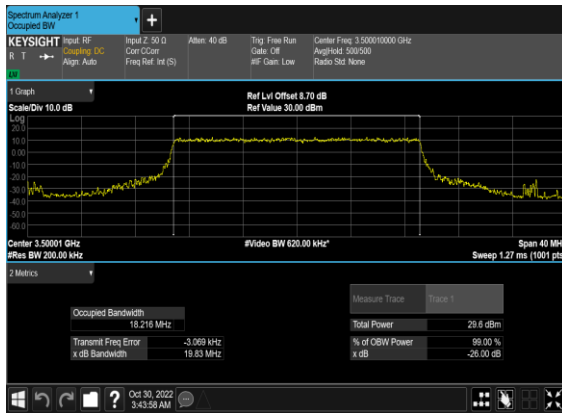 Spectrum Analyzer 1
Occupied BW
KEYSIGHT
R T
LXI
Input: RF
Coupling: DC
Align: Auto
Input Z: 50 Ω
Corr CCorr
Freq Ref: Int (S)
Atten: 40 dB
Trig: Free Run
Gate: Off
#IF Gain: Low
Center Freq: 3.500010000 GHz
Avg|Hold: 500/500
Radio Std: None
1 Graph
Scale/Div 10.0 dB
Ref Lvl Offset 8.70 dB
Ref Value 30.00 dBm
Log
20.0
10.0
0.00
-10.0
-20.0
-30.0
-40.0
-50.0
-60.0
Center 3.50001 GHz
#Video BW 620.00 kHz*
Span 40 MH
#Res BW 200.00 kHz
Sweep 1.27 ms (1001 pts
2 Metrics
Measure Trace
Trace 1
Occupied Bandwidth
18.216 MHz
Total Power
29.6 dBm
Transmit Freq Error
-3.069 kHz
% of OBW Power
99.00 %
x dB Bandwidth
19.83 MHz
x dB
-26.00 dB
?
Oct 30, 2022
3:43:58 AM